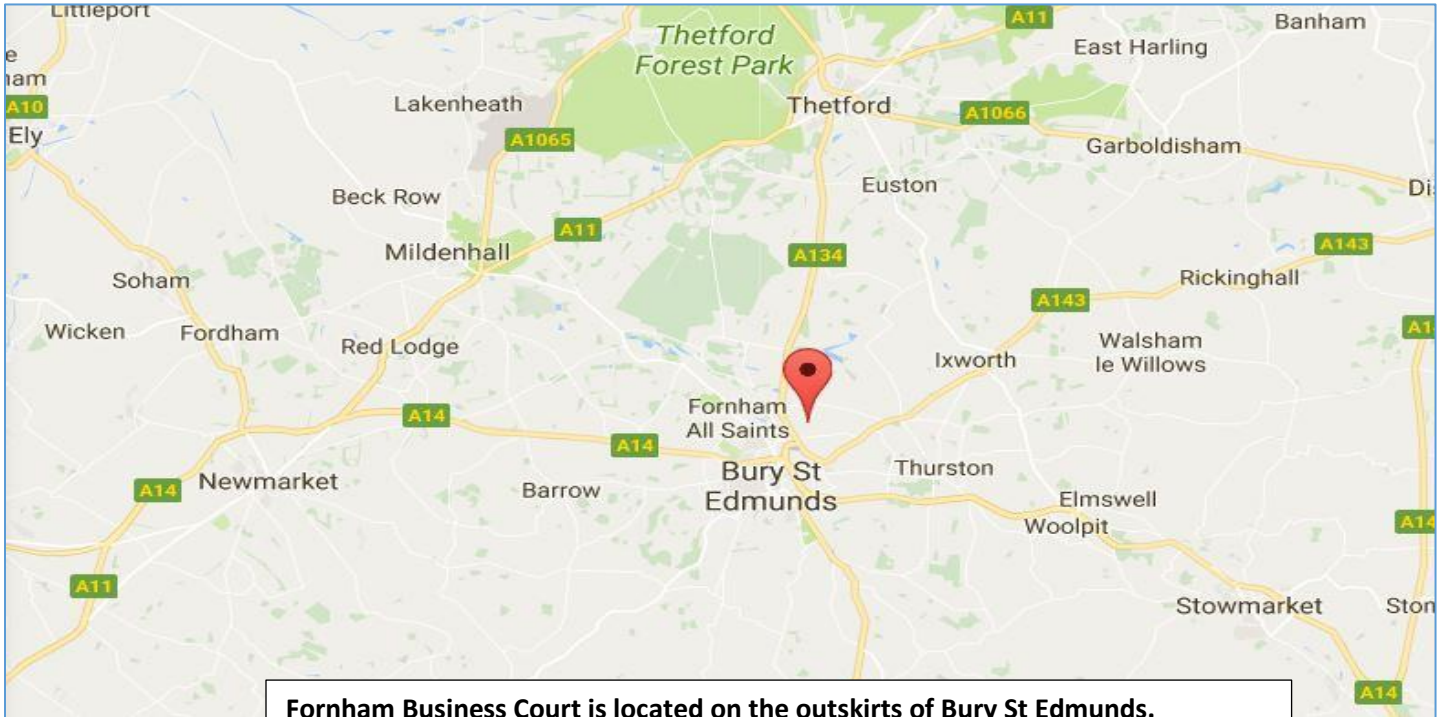 Littleport
A11
Banham
Thetford
Forest Park
East Harling
A10
Lakenheath
Thetford
A1066
Ely
A1065
Garboldisham
Beck Row
Euston
A11
Mildenhall
A134
A143
Soham
Rickinghall
A143
Wicken
Fordham
Red Lodge
Ixworth
Walsham
le Willows
Fornham
All Saints
A14
A14
Bury St
Edmunds
Thurston
A14
Newmarket
Barrow
Elmswell
Woolpit
A14
A11
Stowmarket
A14
Fornham Business Court is located on the outskirts of Bury St Edmunds.